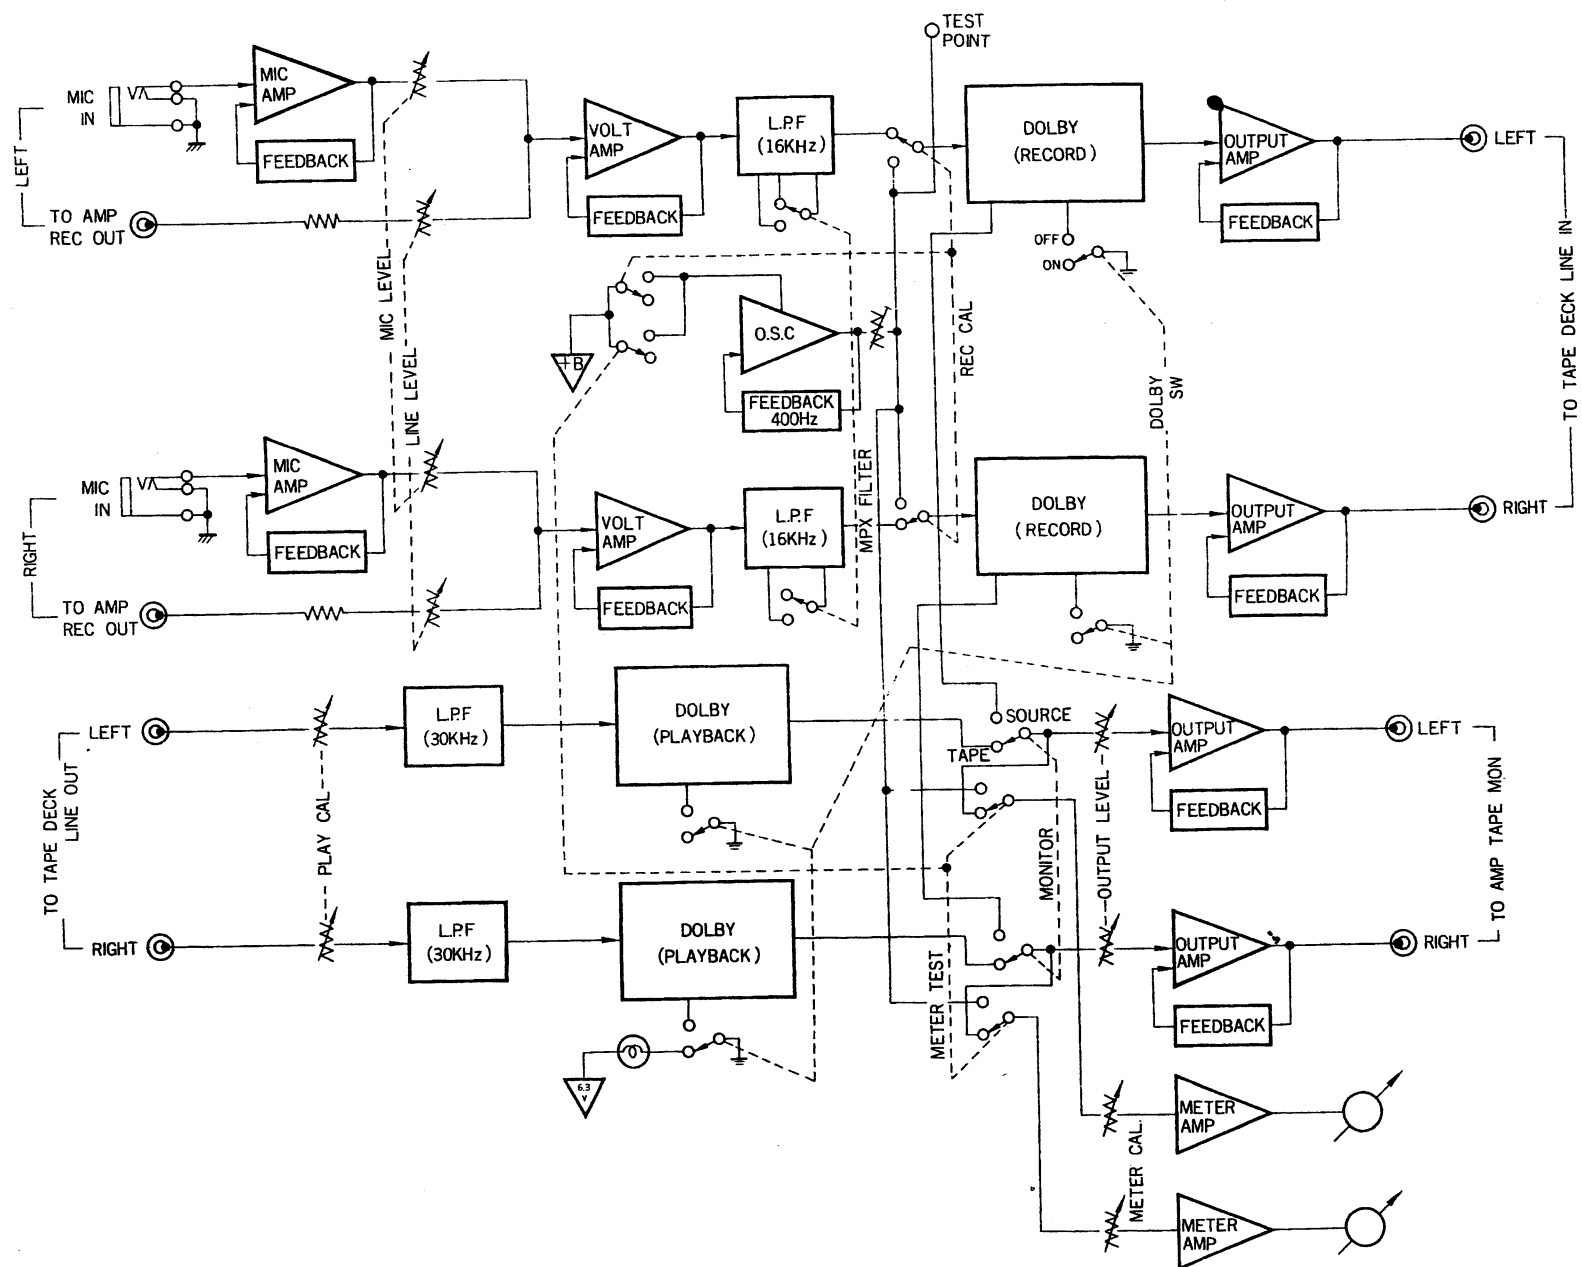 TEST
POINT
MIC
AMP
MIC
IN
FEEDBACK
LEFT
TO AMP
REC OUT
VOLT
AMP
FEEDBACK
L.P.F
(16KHz)
DOLBY
(RECORD)
OUTPUT
AMP
FEEDBACK
LEFT
OFF
ON
MIC LEVEL
LINE LEVEL
+B
O.S.C
FEEDBACK
400Hz
REC CAL
DOLBY
SW
TO TAPE DECK LINE IN
MIC
AMP
MIC
IN
FEEDBACK
RIGHT
TO AMP
REC OUT
VOLT
AMP
FEEDBACK
L.P.F
(16KHz)
MPX FILTER
DOLBY
(RECORD)
OUTPUT
AMP
FEEDBACK
RIGHT
LEFT
L.P.F
(30KHz)
DOLBY
(PLAYBACK)
SOURCE
TAPE
OUTPUT
AMP
FEEDBACK
LEFT
TO TAPE DECK
LINE OUT
PLAY CAL
MONITOR
OUTPUT LEVEL
TO AMP TAPE MON
RIGHT
L.P.F
(30KHz)
DOLBY
(PLAYBACK)
METER TEST
OUTPUT
AMP
FEEDBACK
RIGHT
6.3
V
METER
AMP
METER CAL.
METER
AMP